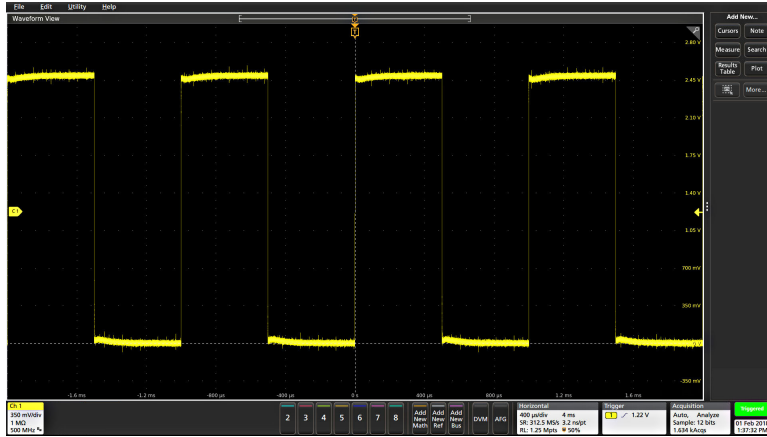 File Edit Utility Help
Waveform View
Add New...
Cursors Note
Measure Search
Results Table Plot
More...
T
2.80 V
2.45 V
2.10 V
1.75 V
1.40 V
1.05 V
700 mV
350 mV
-350 mV
C1
-1.6 ms -1.2 ms -800 µs -400 µs 0 s 400 µs 800 µs 1.2 ms 1.6 ms
Ch 1
350 mV/div
1 MΩ
500 MHz
2 3 4 5 6 7 8
Add New Math
Add New Ref
Add New Bus
DVM AFG
Horizontal
400 µs/div 4 ms
SR: 312.5 MS/s 3.2 ns/pt
RL: 1.25 Mpts 50%
Trigger
1 1.22 V
Acquisition
Auto, Analyze
Sample: 12 bits
1.634 kAcqs
Triggered
01 Feb 2018
1:37:32 PM